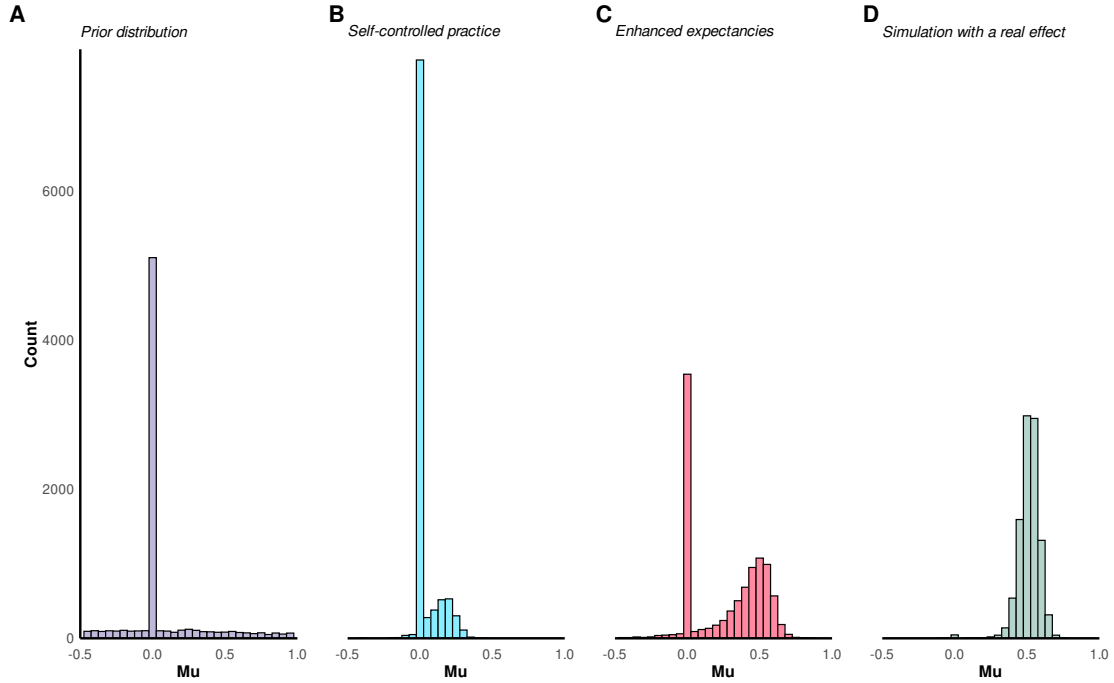 A
B
C
D
Prior distribution
Self-controlled practice
Enhanced expectancies
Simulation with a real effect
Count
6000
4000
2000
0
-0.5 0.0 0.5 1.0
-0.5 0.0 0.5 1.0
-0.5 0.0 0.5 1.0
-0.5 0.0 0.5 1.0
Mu
Mu
Mu
Mu